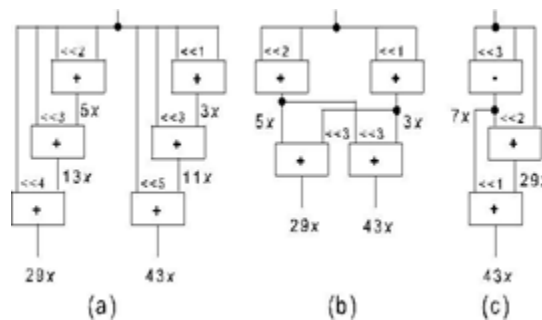 <<2 <<1 <<2 <<1 <<3
+ + + + -
5x 3x 5x 3x 7x
<<3 <<3 <<3 <<3 <<2
+ + + + +
13x 11x 29x
<<4 <<5 <<1
+ + +
29x 43x 29x 43x 43x
(a) (b) (c)